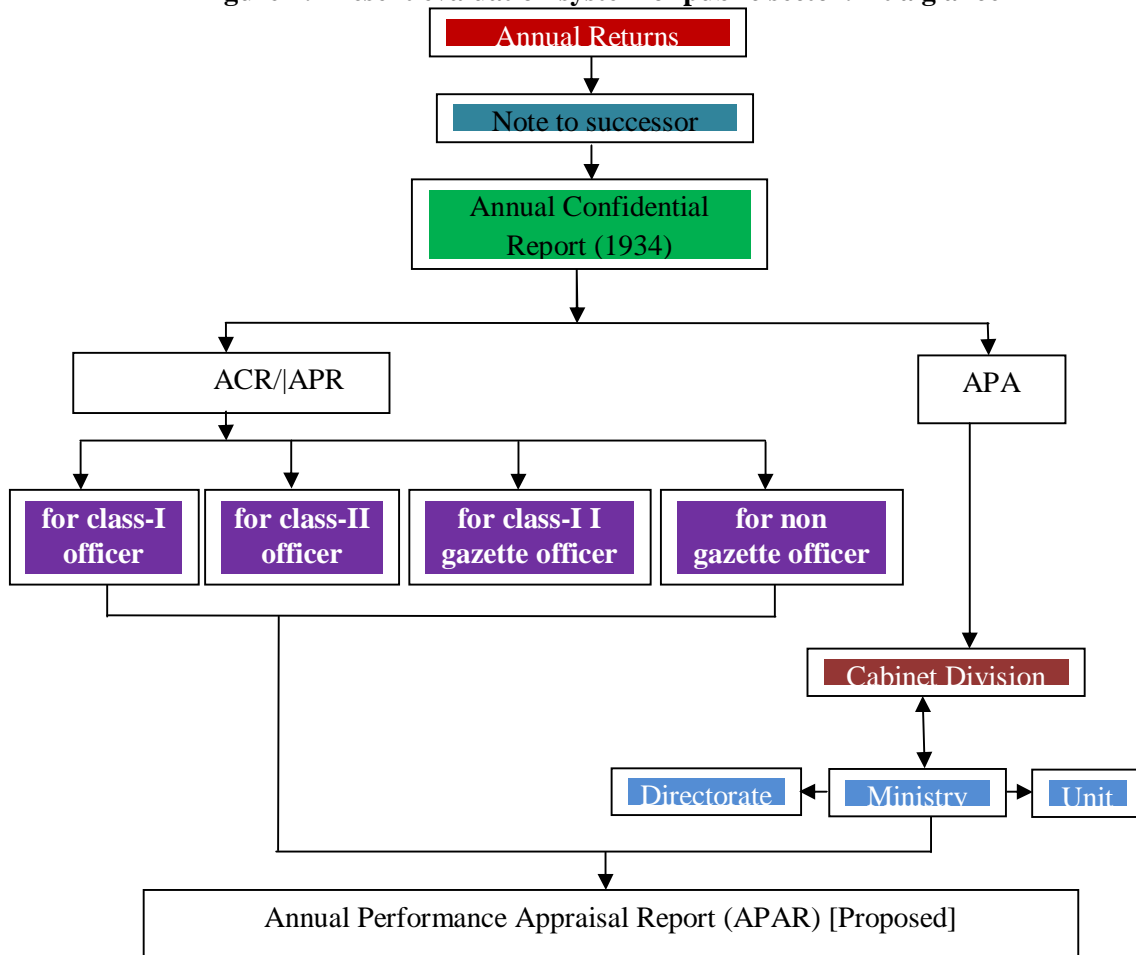 Annual Returns
Note to successor
Annual Confidential
Report (1934)
ACR/|APR
APA
for class-I
officer
for class-II
officer
for class-I I
gazette officer
for non
gazette officer
Cabinet Division
Directorate
Ministry
Unit
Annual Performance Appraisal Report (APAR) [Proposed]